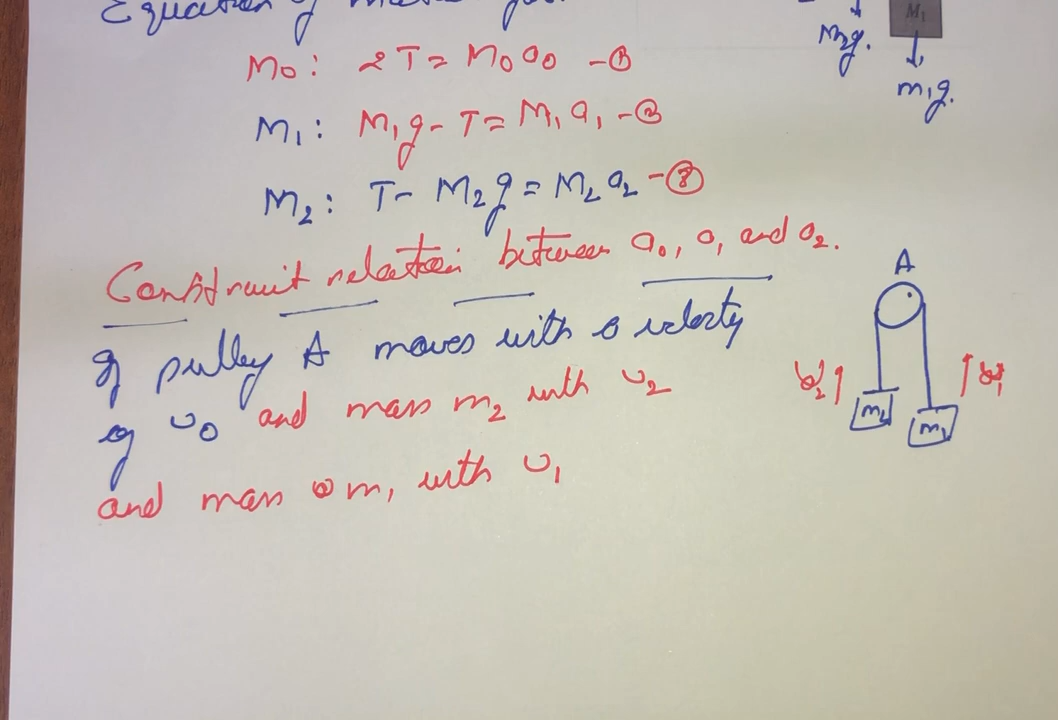 Equation of
M₁
M₂g.
m₁g.
M₀ : 2T = M₀a₀ -①
M₁ : M₁g - T = M₁a₁ -②
M₂ : T - M₂g = M₂a₂ -③
Constraint relation between a₀, a, and a₂.
A
If pulley A moves with a velocity
of v₀ and mass m₂ with v₂
m₂ m₁
and mass m₁ with v₁